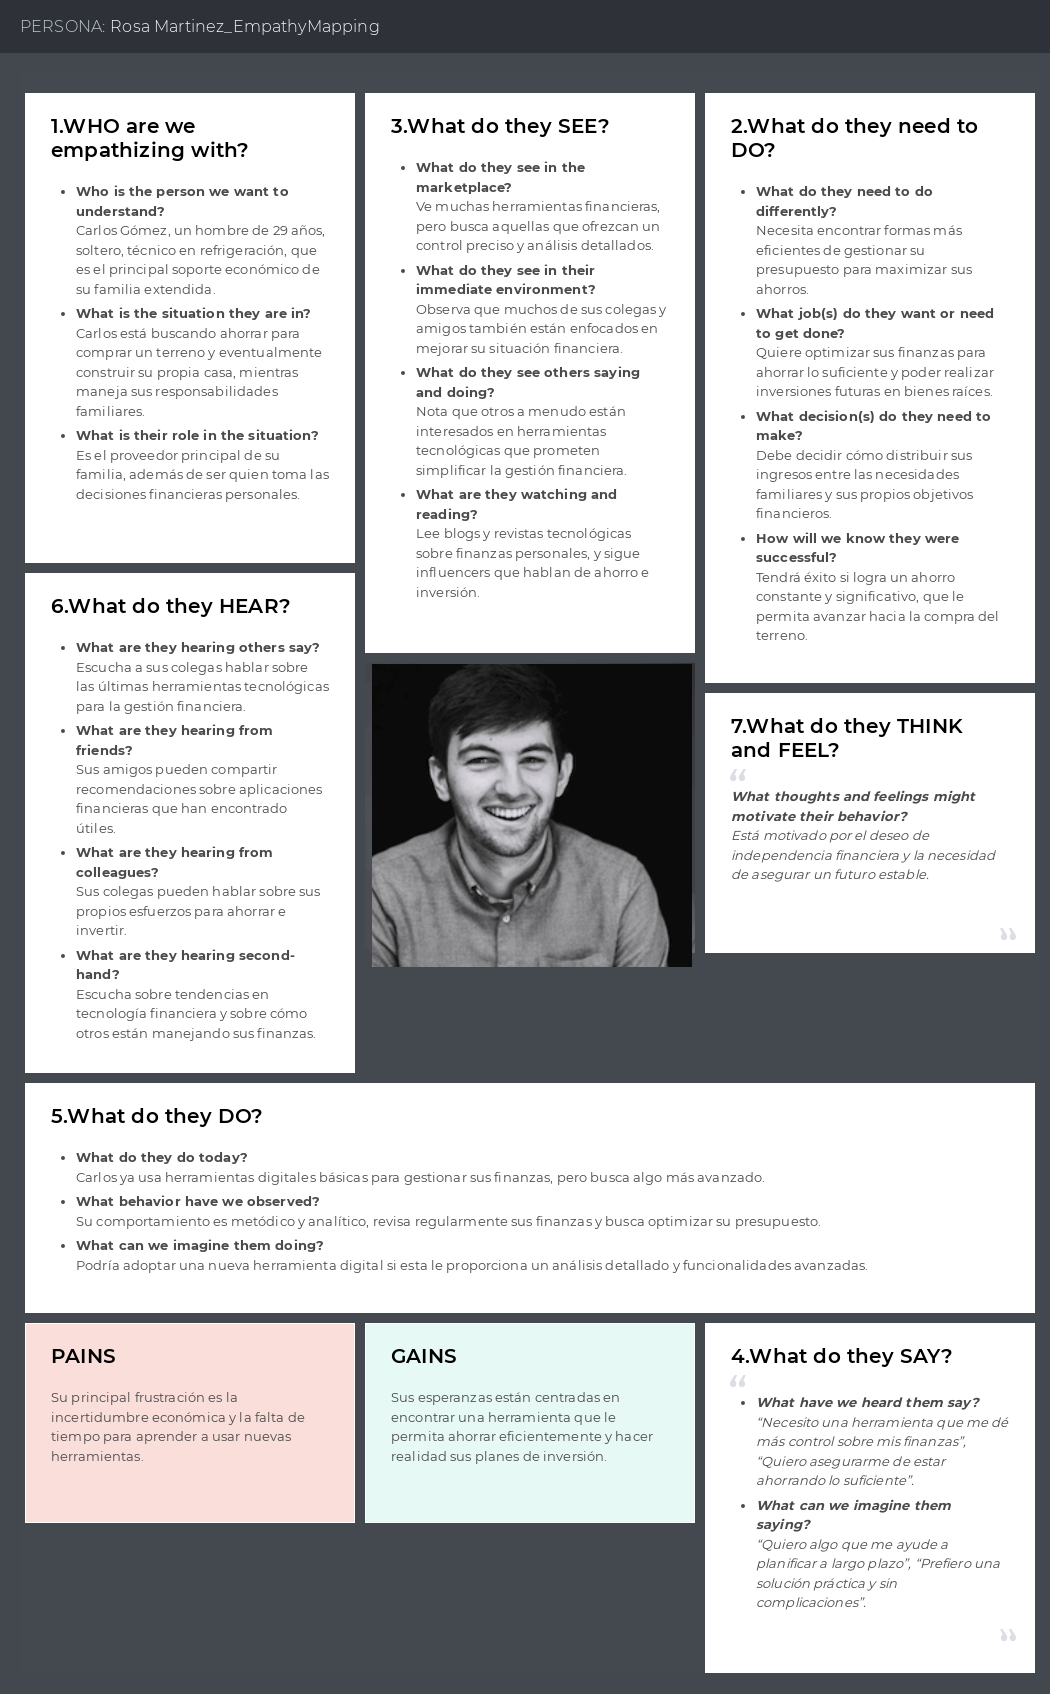 PERSONA: Rosa Martinez_EmpathyMapping
1.WHO are we
empathizing with?
• Who is the person we want to
understand?
Carlos Gómez, un hombre de 29 años,
soltero, técnico en refrigeración, que
es el principal soporte económico de
su familia extendida.
• What is the situation they are in?
Carlos está buscando ahorrar para
comprar un terreno y eventualmente
construir su propia casa, mientras
maneja sus responsabilidades
familiares.
• What is their role in the situation?
Es el proveedor principal de su
familia, además de ser quien toma las
decisiones financieras personales.
3.What do they SEE?
• What do they see in the
marketplace?
Ve muchas herramientas financieras,
pero busca aquellas que ofrezcan un
control preciso y análisis detallados.
• What do they see in their
immediate environment?
Observa que muchos de sus colegas y
amigos también están enfocados en
mejorar su situación financiera.
• What do they see others saying
and doing?
Nota que otros a menudo están
interesados en herramientas
tecnológicas que prometen
simplificar la gestión financiera.
• What are they watching and
reading?
Lee blogs y revistas tecnológicas
sobre finanzas personales, y sigue
influencers que hablan de ahorro e
inversión.
2.What do they need to
DO?
• What do they need to do
differently?
Necesita encontrar formas más
eficientes de gestionar su
presupuesto para maximizar sus
ahorros.
• What job(s) do they want or need
to get done?
Quiere optimizar sus finanzas para
ahorrar lo suficiente y poder realizar
inversiones futuras en bienes raíces.
• What decision(s) do they need to
make?
Debe decidir cómo distribuir sus
ingresos entre las necesidades
familiares y sus propios objetivos
financieros.
• How will we know they were
successful?
Tendrá éxito si logra un ahorro
constante y significativo, que le
permita avanzar hacia la compra del
terreno.
6.What do they HEAR?
• What are they hearing others say?
Escucha a sus colegas hablar sobre
las últimas herramientas tecnológicas
para la gestión financiera.
• What are they hearing from
friends?
Sus amigos pueden compartir
recomendaciones sobre aplicaciones
financieras que han encontrado
útiles.
• What are they hearing from
colleagues?
Sus colegas pueden hablar sobre sus
propios esfuerzos para ahorrar e
invertir.
• What are they hearing second-
hand?
Escucha sobre tendencias en
tecnología financiera y sobre cómo
otros están manejando sus finanzas.
7.What do they THINK
and FEEL?
“
What thoughts and feelings might
motivate their behavior?
Está motivado por el deseo de
independencia financiera y la necesidad
de asegurar un futuro estable.
”
5.What do they DO?
• What do they do today?
Carlos ya usa herramientas digitales básicas para gestionar sus finanzas, pero busca algo más avanzado.
• What behavior have we observed?
Su comportamiento es metódico y analítico, revisa regularmente sus finanzas y busca optimizar su presupuesto.
• What can we imagine them doing?
Podría adoptar una nueva herramienta digital si esta le proporciona un análisis detallado y funcionalidades avanzadas.
PAINS
Su principal frustración es la
incertidumbre económica y la falta de
tiempo para aprender a usar nuevas
herramientas.
GAINS
Sus esperanzas están centradas en
encontrar una herramienta que le
permita ahorrar eficientemente y hacer
realidad sus planes de inversión.
4.What do they SAY?
“
• What have we heard them say?
“Necesito una herramienta que me dé
más control sobre mis finanzas”,
“Quiero asegurarme de estar
ahorrando lo suficiente”.
• What can we imagine them
saying?
“Quiero algo que me ayude a
planificar a largo plazo”, “Prefiero una
solución práctica y sin
complicaciones”.
”